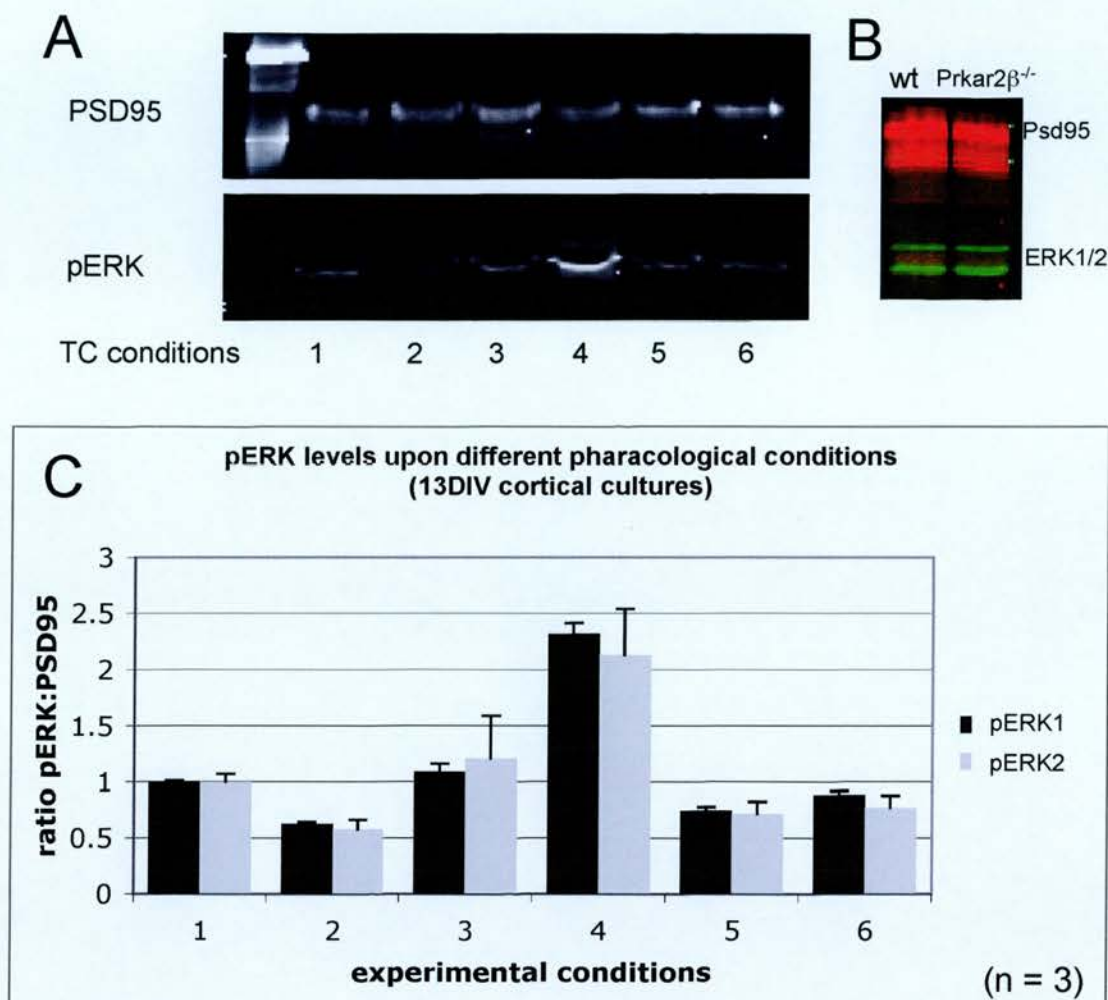 A
PSD95
pERK
TC conditions 1 2 3 4 5 6
B
wt Prkar2β-/-
Psd95
ERK1/2
C
pERK levels upon different pharacological conditions
(13DIV cortical cultures)
ratio pERK:PSD95
3
2.5
2
1.5
1
0.5
0
pERK1
pERK2
1 2 3 4 5 6
experimental conditions
(n = 3)